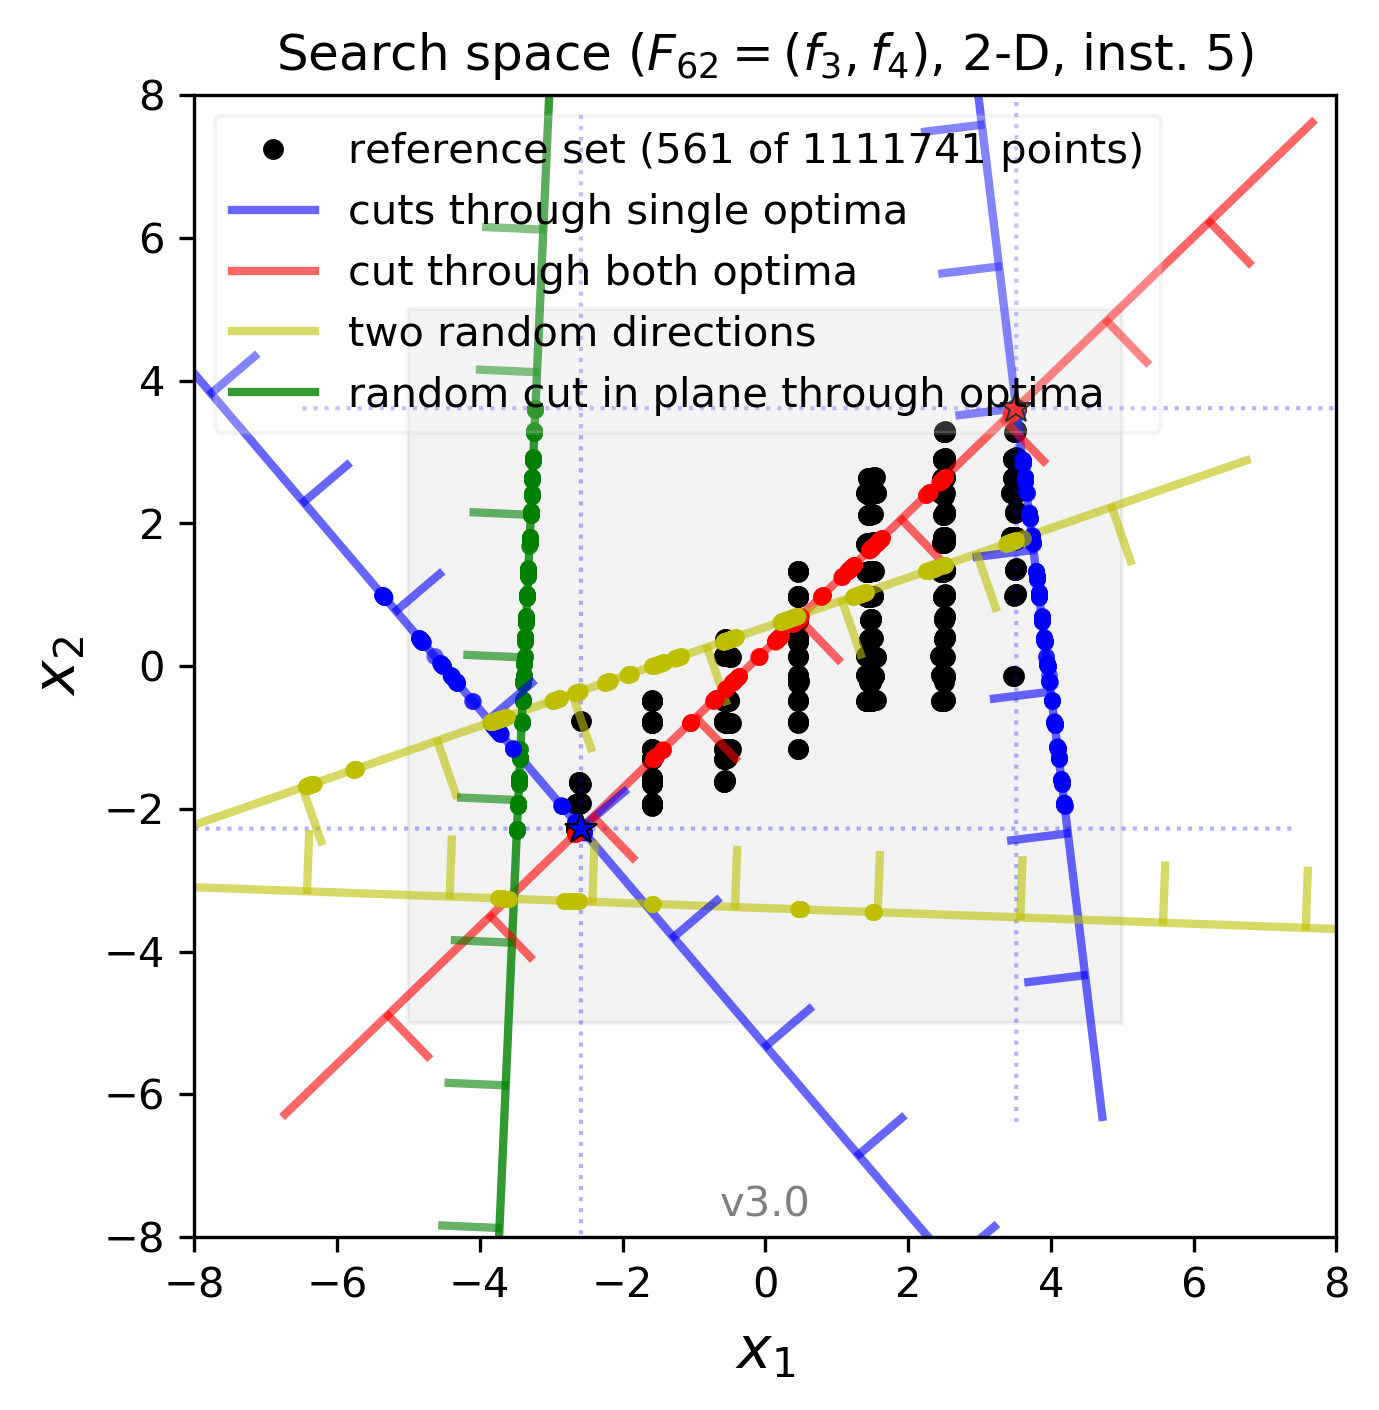 Search space (F₆₂ = (f₃, f₄), 2-D, inst. 5)
reference set (561 of 1111741 points)
cuts through single optima
cut through both optima
two random directions
random cut in plane through optima
8
6
4
2
0
−2
−4
−6
−8
x₂
v3.0
−8 −6 −4 −2 0 2 4 6 8
x₁